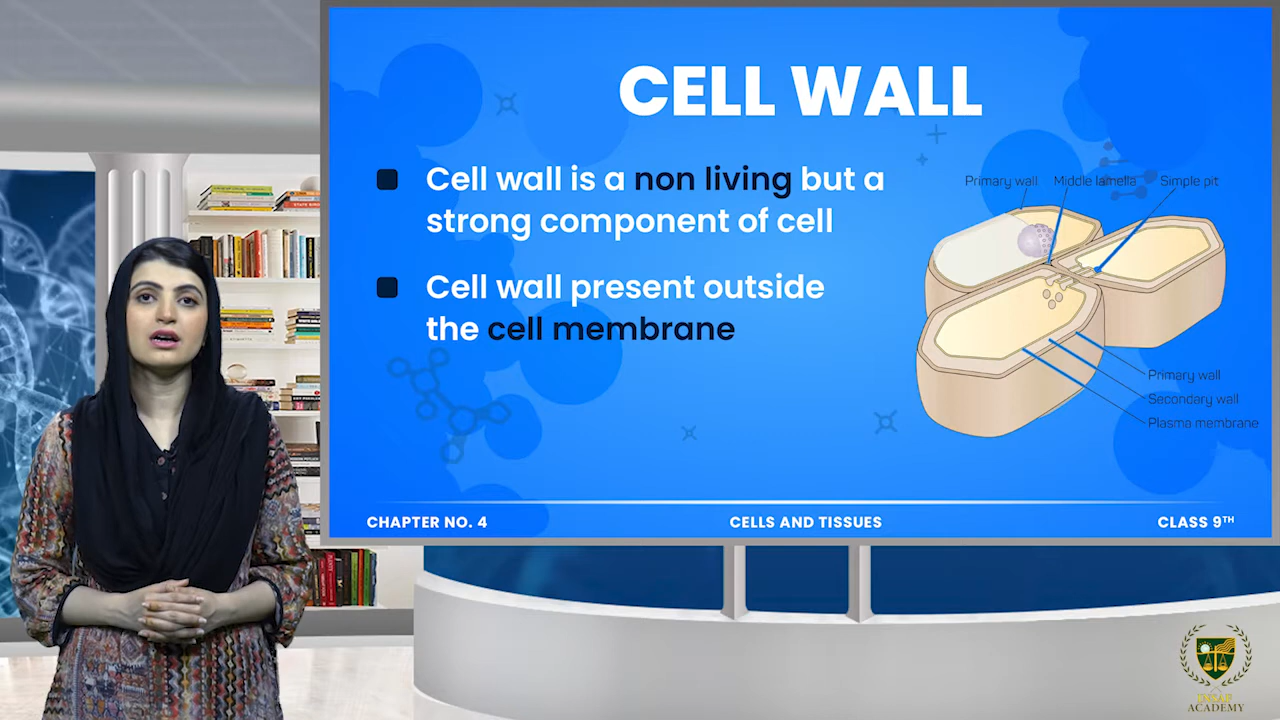 CELL WALL
Cell wall is a non living but a
strong component of cell
Cell wall present outside
the cell membrane
Primary wall
Middle lamella
Simple pit
Primary wall
Secondary wall
Plasma membrane
CHAPTER NO. 4
CELLS AND TISSUES
CLASS 9TH
ACADEMY